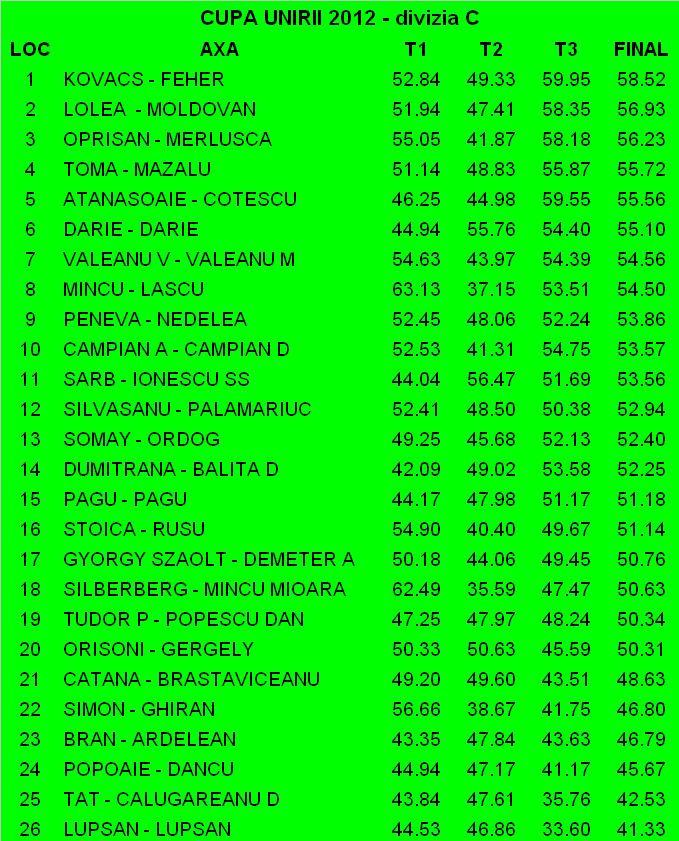 CUPA UNIRII 2012 - divizia C
LOC AXA T1 T2 T3 FINAL
1 KOVACS - FEHER 52.84 49.33 59.95 58.52
2 LOLEA - MOLDOVAN 51.94 47.41 58.35 56.93
3 OPRISAN - MERLUSCA 55.05 41.87 58.18 56.23
4 TOMA - MAZALU 51.14 48.83 55.87 55.72
5 ATANASOAIE - COTESCU 46.25 44.98 59.55 55.56
6 DARIE - DARIE 44.94 55.76 54.40 55.10
7 VALEANU V - VALEANU M 54.63 43.97 54.39 54.56
8 MINCU - LASCU 63.13 37.15 53.51 54.50
9 PENEVA - NEDELEA 52.45 48.06 52.24 53.86
10 CAMPIAN A - CAMPIAN D 52.53 41.31 54.75 53.57
11 SARB - IONESCU SS 44.04 56.47 51.69 53.56
12 SILVASANU - PALAMARIUC 52.41 48.50 50.38 52.94
13 SOMAY - ORDOG 49.25 45.68 52.13 52.40
14 DUMITRANA - BALITA D 42.09 49.02 53.58 52.25
15 PAGU - PAGU 44.17 47.98 51.17 51.18
16 STOICA - RUSU 54.90 40.40 49.67 51.14
17 GYORGY SZAOLT - DEMETER A 50.18 44.06 49.45 50.76
18 SILBERBERG - MINCU MIOARA 62.49 35.59 47.47 50.63
19 TUDOR P - POPESCU DAN 47.25 47.97 48.24 50.34
20 ORISONI - GERGELY 50.33 50.63 45.59 50.31
21 CATANA - BRASTAVICEANU 49.20 49.60 43.51 48.63
22 SIMON - GHIRAN 56.66 38.67 41.75 46.80
23 BRAN - ARDELEAN 43.35 47.84 43.63 46.79
24 POPOAIE - DANCU 44.94 47.17 41.17 45.67
25 TAT - CALUGAREANU D 43.84 47.61 35.76 42.53
26 LUPSAN - LUPSAN 44.53 46.86 33.60 41.33